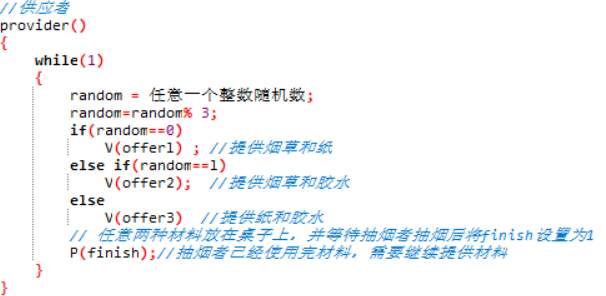 //供应者
provider()
{
while(1)
{
random = 任意一个整数随机数;
random=random% 3;
if(random==0)
V(offer1) ; //提供烟草和纸
else if(random==1)
V(offer2); //提供烟草和胶水
else
V(offer3) //提供纸和胶水
// 任意两种材料放在桌子上，并等待抽烟者抽烟后将finish设置为1
P(finish);//抽烟者已经使用完材料，需要继续提供材料
}
}